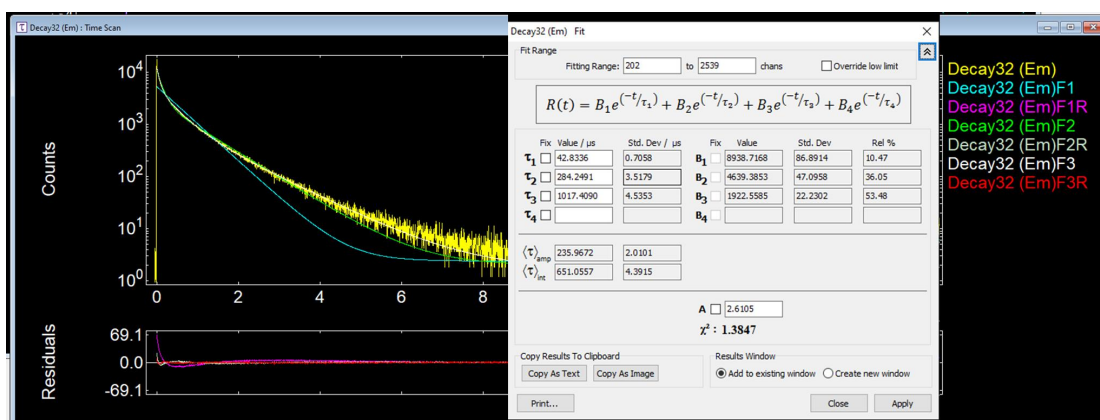 Decay32 (Em) : Time Scan
Counts
10⁴
10³
10²
10¹
10⁰
0 2 4 6 8
Residuals
69.1
0.0
-69.1
Decay32 (Em) Fit
Fit Range
Fitting Range: 202 to 2539 chans Override low limit
R(t) = B₁e^(-t/τ₁) + B₂e^(-t/τ₂) + B₃e^(-t/τ₃) + B₄e^(-t/τ₄)
Fix Value / µs Std. Dev / µs Fix Value Std. Dev Rel %
τ₁ 42.8336 0.7058 B₁ 8938.7168 86.8914 10.47
τ₂ 284.2491 3.5179 B₂ 4639.3853 47.0958 36.05
τ₃ 1017.4090 4.5353 B₃ 1922.5585 22.2302 53.48
τ₄ B₄
⟨τ⟩amp 235.9672 2.0101
⟨τ⟩int 651.0557 4.3915
A 2.6105
χ² : 1.3847
Copy Results To Clipboard
Copy As Text Copy As Image
Results Window
Add to existing window Create new window
Print... Close Apply
Decay32 (Em)
Decay32 (Em)F1
Decay32 (Em)F1R
Decay32 (Em)F2
Decay32 (Em)F2R
Decay32 (Em)F3
Decay32 (Em)F3R